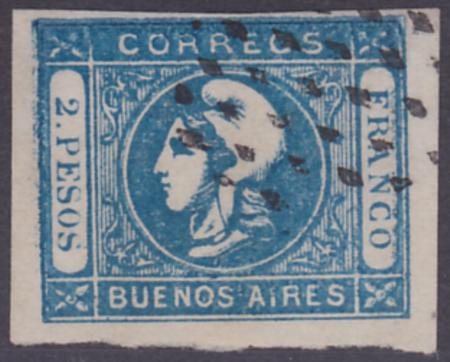 CORREOS
2. PESOS
FRANCO
BUENOS AIRES